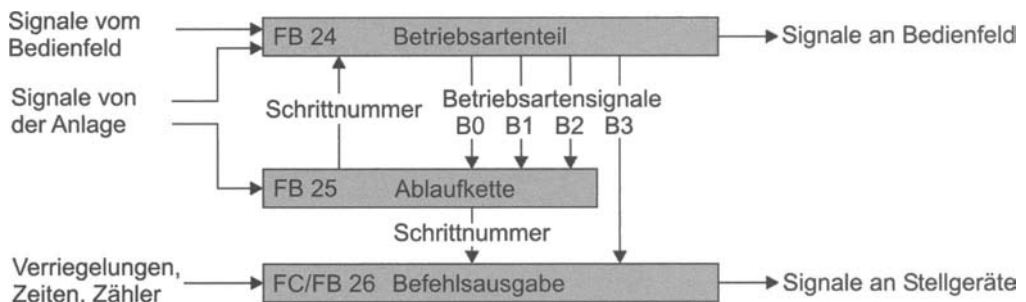 Signale vom
Bedienfeld
FB 24 Betriebsartenteil
Signale an Bedienfeld
Signale von
der Anlage
Schrittnummer
Betriebsartensignale
B0 B1 B2 B3
FB 25 Ablaufkette
Schrittnummer
Verriegelungen,
Zeiten, Zähler
FC/FB 26 Befehlsausgabe
Signale an Stellgeräte